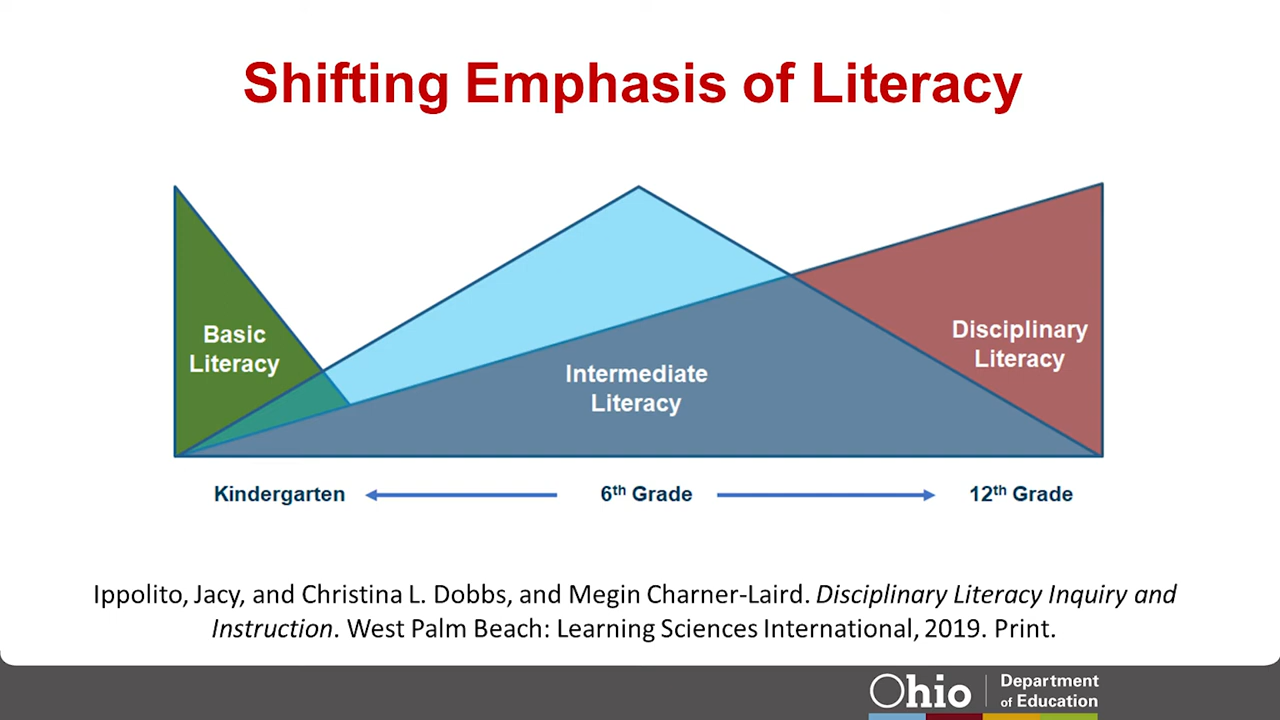 Shifting Emphasis of Literacy
Basic
Literacy
Intermediate
Literacy
Disciplinary
Literacy
Kindergarten
6th Grade
12th Grade
Ippolito, Jacy, and Christina L. Dobbs, and Megin Charner-Laird. Disciplinary Literacy Inquiry and
Instruction. West Palm Beach: Learning Sciences International, 2019. Print.
Ohio
Department
of Education